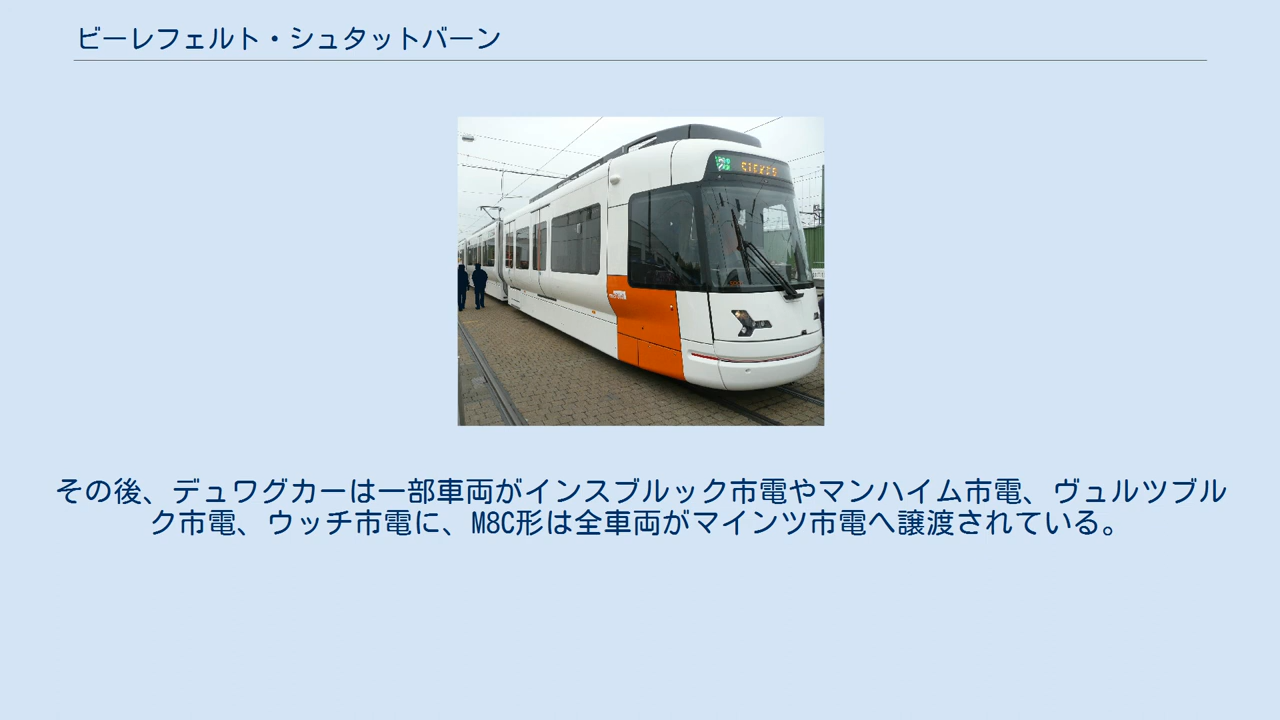 ビーレフェルト・シュタットバーン
その後、デュワグカーは一部車両がインスブルック市電やマンハイム市電、ヴュルツブル
ク市電、ウッチ市電に、M8C形は全車両がマインツ市電へ譲渡されている。